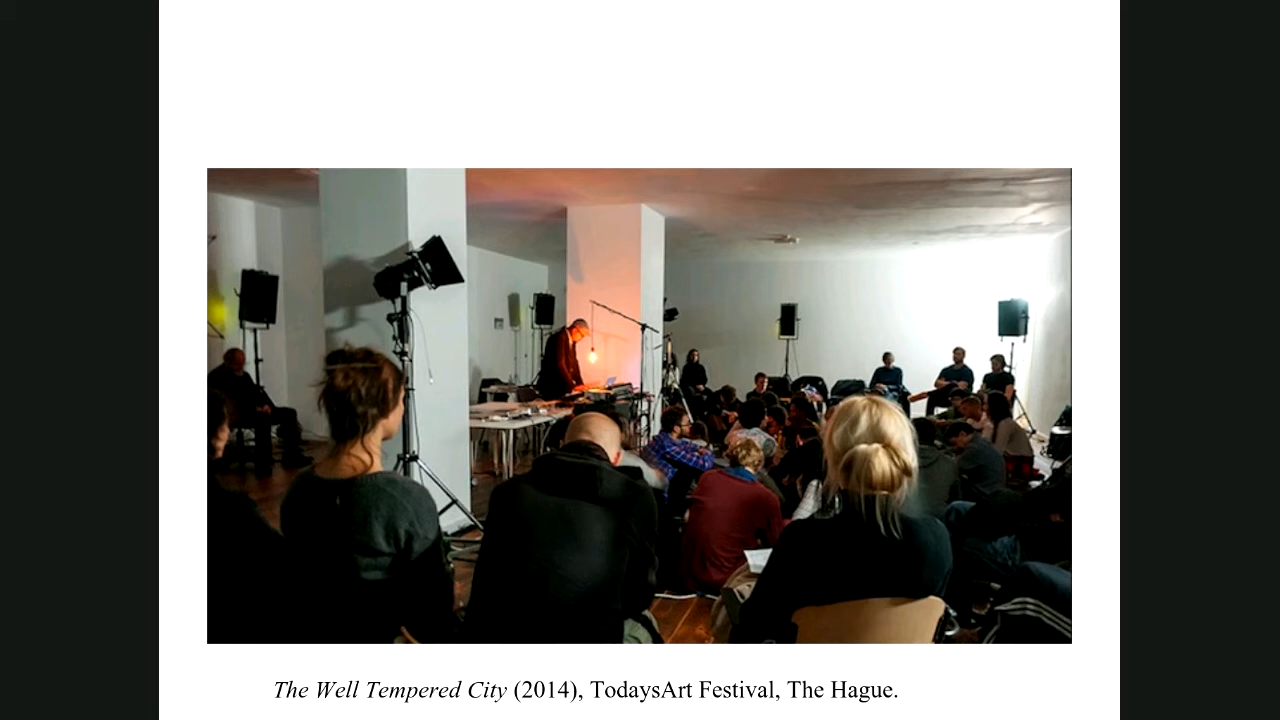 The Well Tempered City (2014), TodaysArt Festival, The Hague.